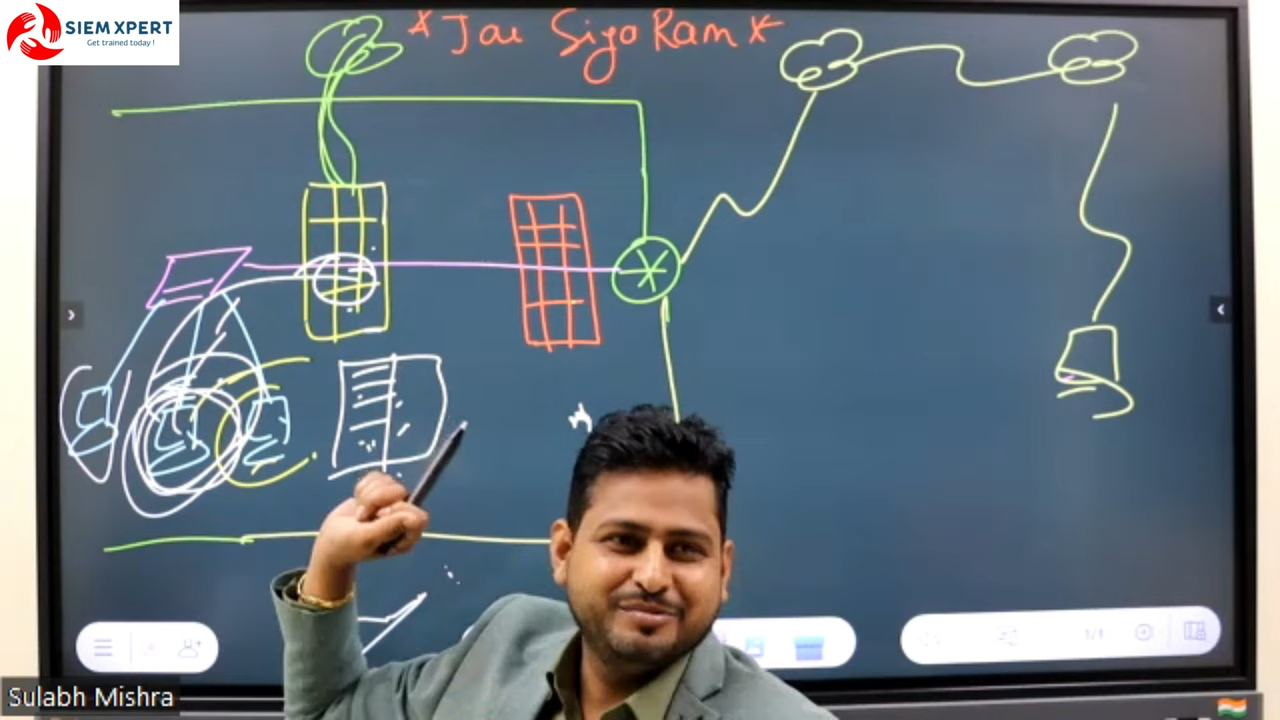 SIEM XPERT
Get trained today !
* Jai Siya Ram *
1/1
Sulabh Mishra